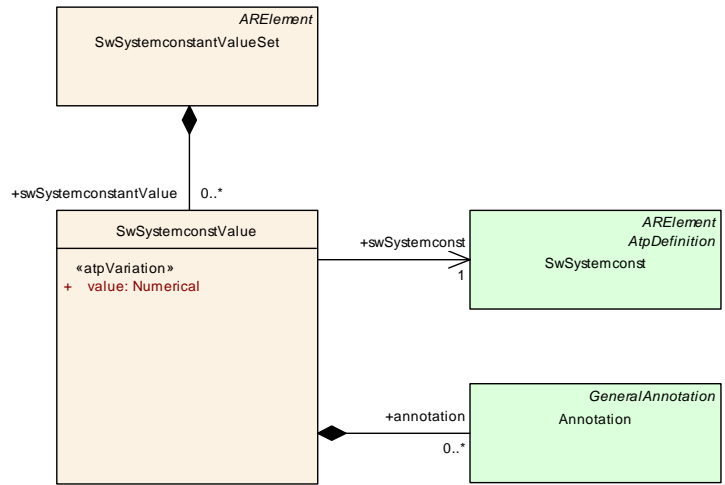 ARElement
SwSystemconstantValueSet
+swSystemconstantValue 0..*
SwSystemconstValue
«atpVariation»
+ value: Numerical
+swSystemconst
1
ARElement
AtpDefinition
SwSystemconst
+annotation
0..*
GeneralAnnotation
Annotation